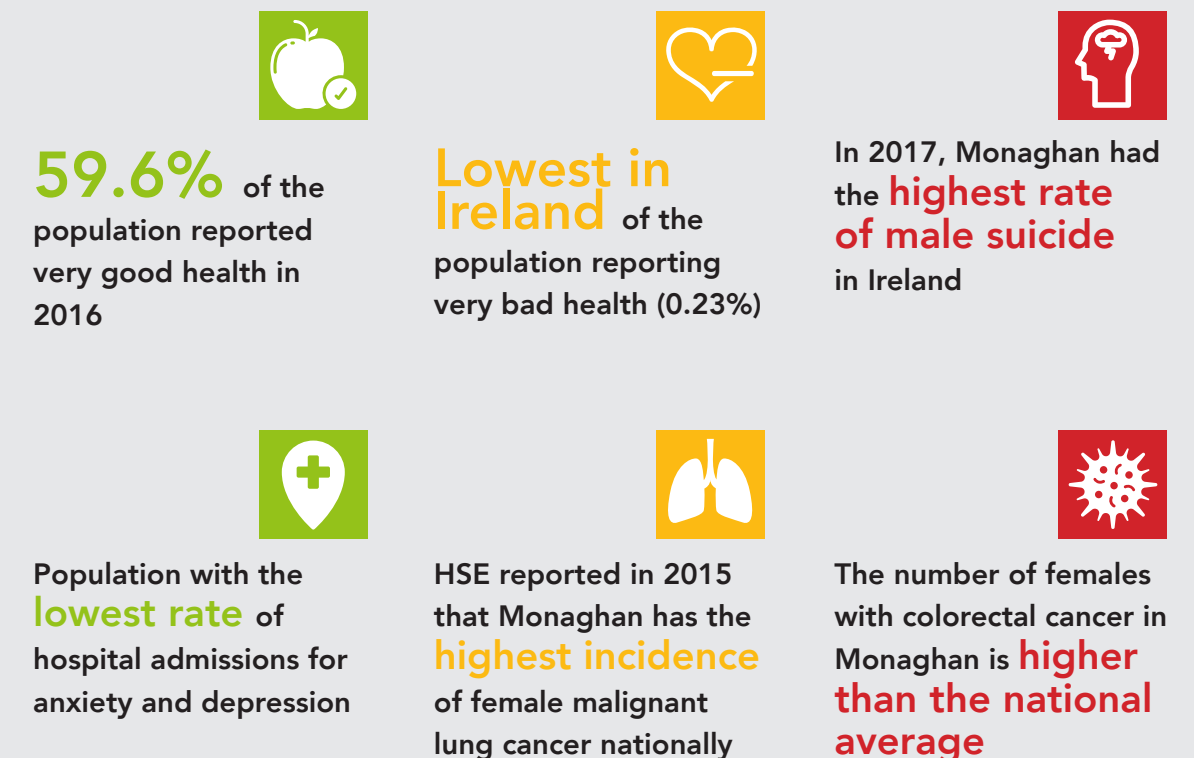 59.6% of the
population reported
very good health in
2016
Lowest in
Ireland of the
population reporting
very bad health (0.23%)
In 2017, Monaghan had
the highest rate
of male suicide
in Ireland
Population with the
lowest rate of
hospital admissions for
anxiety and depression
HSE reported in 2015
that Monaghan has the
highest incidence
of female malignant
lung cancer nationally
The number of females
with colorectal cancer in
Monaghan is higher
than the national
average